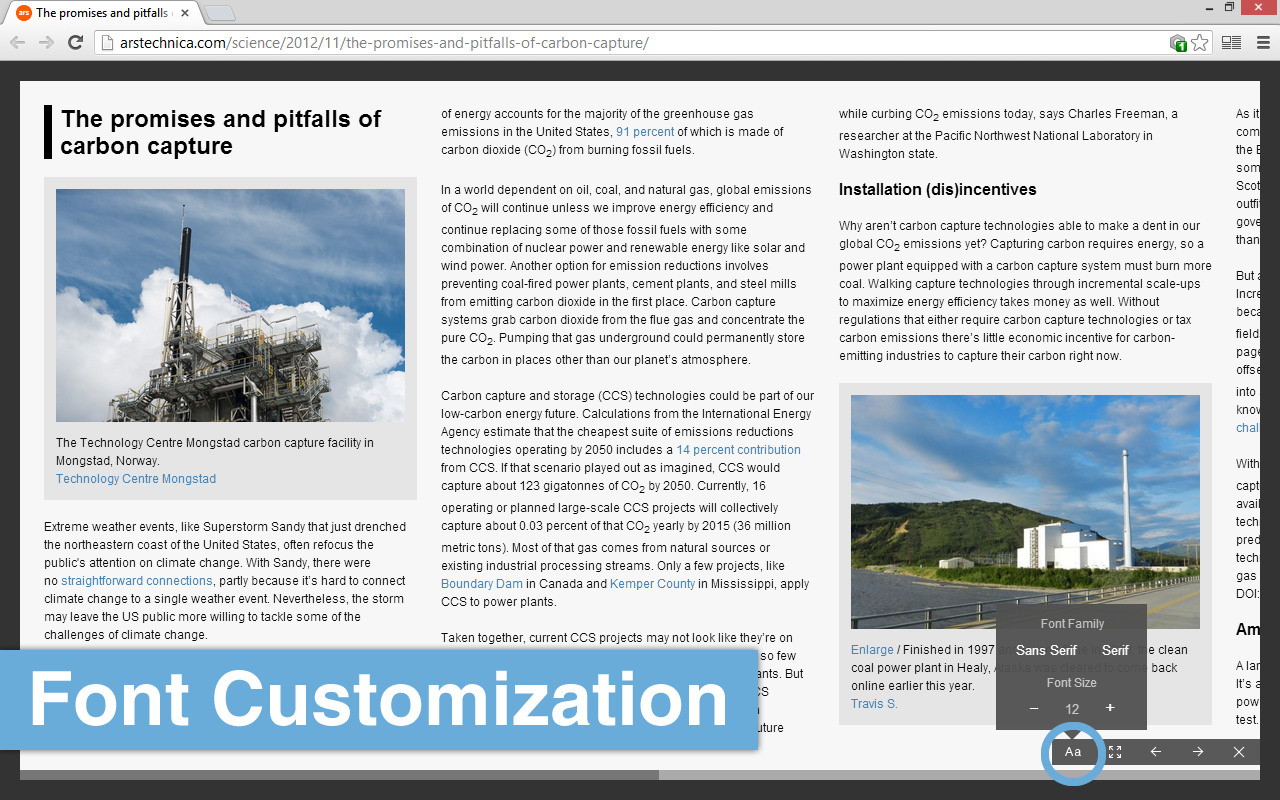 ars
The promises and pitfalls
arstechnica.com/science/2012/11/the-promises-and-pitfalls-of-carbon-capture/
1
The promises and pitfalls of
carbon capture
The Technology Centre Mongstad carbon capture facility in
Mongstad, Norway.
Technology Centre Mongstad
Extreme weather events, like Superstorm Sandy that just drenched
the northeastern coast of the United States, often refocus the
public's attention on climate change. With Sandy, there were
no straightforward connections, partly because it's hard to connect
climate change to a single weather event. Nevertheless, the storm
may leave the US public more willing to tackle some of the
challenges of climate change.
of energy accounts for the majority of the greenhouse gas
emissions in the United States, 91 percent of which is made of
carbon dioxide (CO2) from burning fossil fuels.
In a world dependent on oil, coal, and natural gas, global emissions
of CO2 will continue unless we improve energy efficiency and
continue replacing some of those fossil fuels with some
combination of nuclear power and renewable energy like solar and
wind power. Another option for emission reductions involves
preventing coal-fired power plants, cement plants, and steel mills
from emitting carbon dioxide in the first place. Carbon capture
systems grab carbon dioxide from the flue gas and concentrate the
pure CO2. Pumping that gas underground could permanently store
the carbon in places other than our planet's atmosphere.
Carbon capture and storage (CCS) technologies could be part of our
low-carbon energy future. Calculations from the International Energy
Agency estimate that the cheapest suite of emissions reductions
technologies operating by 2050 includes a 14 percent contribution
from CCS. If that scenario played out as imagined, CCS would
capture about 123 gigatonnes of CO2 by 2050. Currently, 16
operating or planned large-scale CCS projects will collectively
capture about 0.03 percent of that CO2 yearly by 2015 (36 million
metric tons). Most of that gas comes from natural sources or
existing industrial processing streams. Only a few projects, like
Boundary Dam in Canada and Kemper County in Mississippi, apply
CCS to power plants.
Taken together, current CCS projects may not look like they're on
so few
ants. But
CS
uture
while curbing CO2 emissions today, says Charles Freeman, a
researcher at the Pacific Northwest National Laboratory in
Washington state.
Installation (dis)incentives
Why aren't carbon capture technologies able to make a dent in our
global CO2 emissions yet? Capturing carbon requires energy, so a
power plant equipped with a carbon capture system must burn more
coal. Walking capture technologies through incremental scale-ups
to maximize energy efficiency takes money as well. Without
regulations that either require carbon capture technologies or tax
carbon emissions there's little economic incentive for carbon-
emitting industries to capture their carbon right now.
Enlarge / Finished in 1997 the clean
coal power plant in Healy, Alaska was cleared to come back
online earlier this year.
Travis S.
As it
com
the E
som
Scot
outfi
gove
than
But a
Incre
beca
field
page
offse
into
know
chal
With
capt
avail
techn
pred
techn
gas
DOI:
Am
A lar
It's a
pow
test.
Font Family
Sans Serif Serif
Font Size
− 12 +
Aa
Font Customization